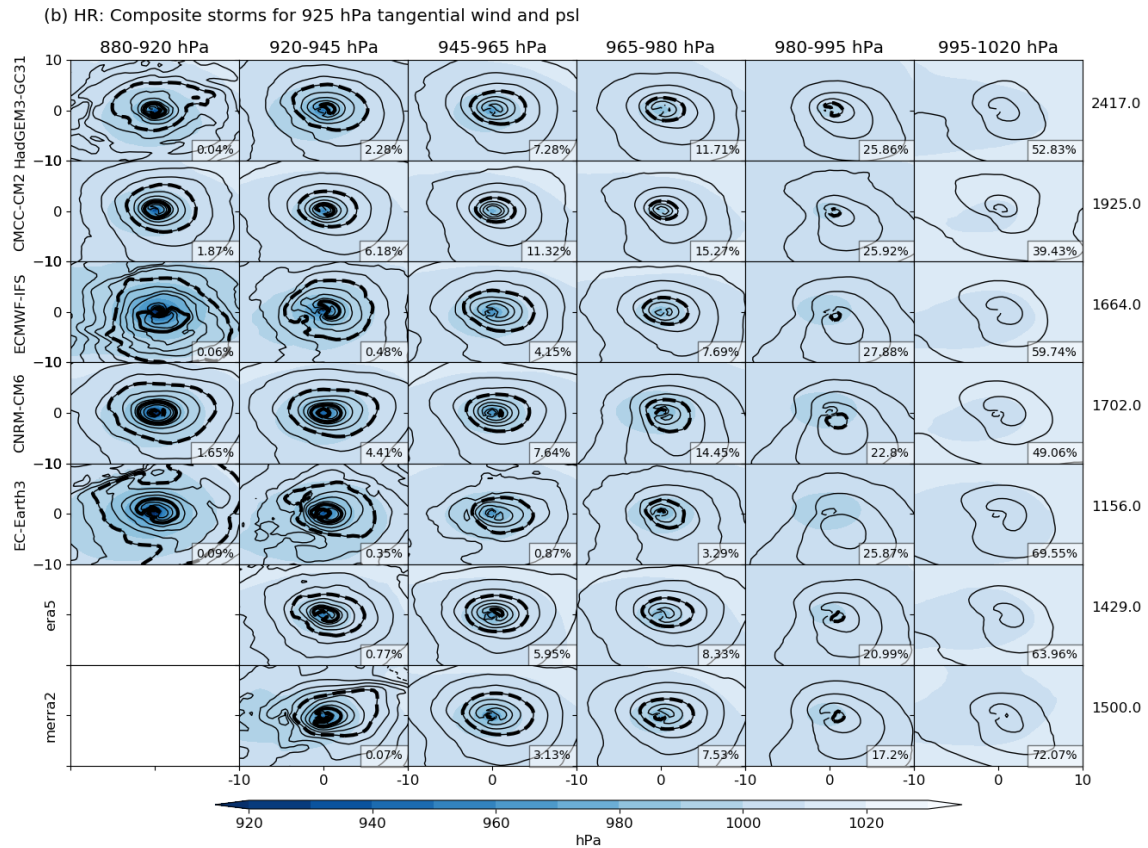 (b) HR: Composite storms for 925 hPa tangential wind and psl
880-920 hPa 920-945 hPa 945-965 hPa 965-980 hPa 980-995 hPa 995-1020 hPa
HadGEM3-GC31
10
0
−10
0.04% 2.28% 7.28% 11.71% 25.86% 52.83%
2417.0
CMCC-CM2
0
−10
1.87% 6.18% 11.32% 15.27% 25.92% 39.43%
1925.0
ECMWF-IFS
0
−10
0.06% 0.48% 4.15% 7.69% 27.88% 59.74%
1664.0
CNRM-CM6
0
−10
1.65% 4.41% 7.64% 14.45% 22.8% 49.06%
1702.0
EC-Earth3
0
−10
0.09% 0.35% 0.87% 3.29% 25.87% 69.55%
1156.0
era5
0.77% 5.95% 8.33% 20.99% 63.96%
1429.0
merra2
0.07% 3.13% 7.53% 17.2% 72.07%
1500.0
-10 0 -10 0 -10 0 -10 0 -10 0 10
920 940 960 980 1000 1020
hPa